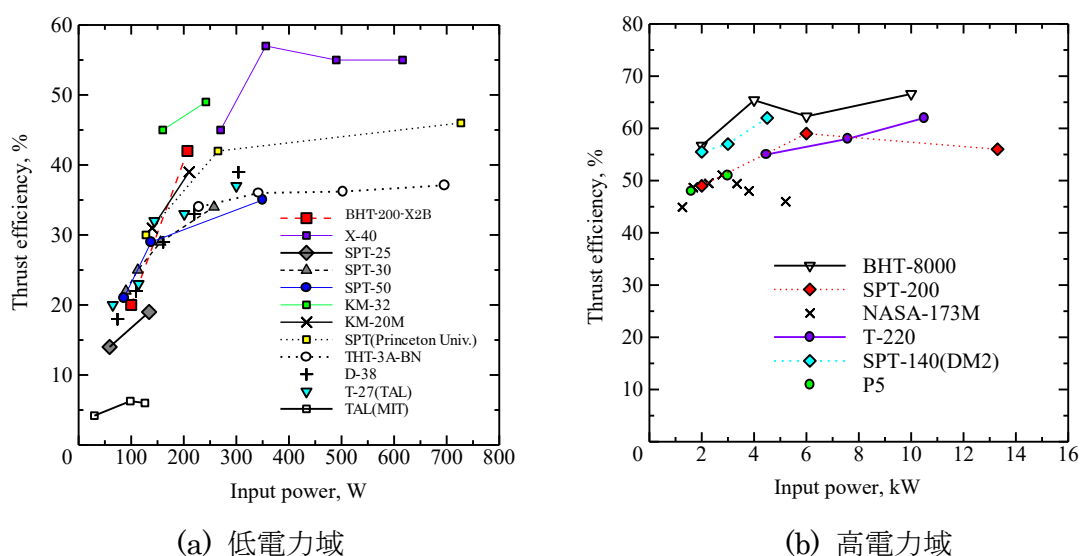 60
50
40
30
20
10
0
100
200
300
400
500
600
700
800
Thrust efficiency, %
Input power, W
BHT-200-X2B
X-40
SPT-25
SPT-30
SPT-50
KM-32
KM-20M
SPT(Princeton Univ.)
THT-3A-BN
D-38
T-27(TAL)
TAL(MIT)
(a) 低電力域
80
70
60
50
40
30
20
10
0
2
4
6
8
10
12
14
16
Thrust efficiency, %
Input power, kW
BHT-8000
SPT-200
NASA-173M
T-220
SPT-140(DM2)
P5
(b) 高電力域